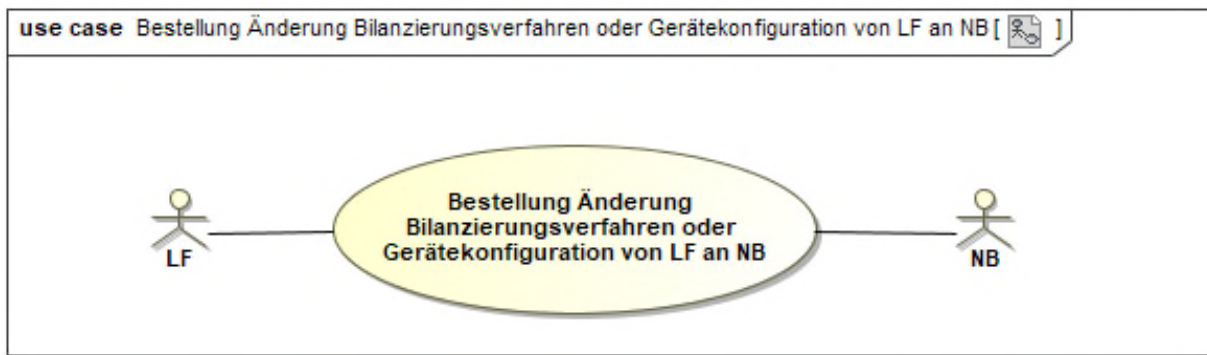 use case Bestellung Änderung Bilanzierungsverfahren oder Gerätekonfiguration von LF an NB [ ]
Bestellung Änderung
Bilanzierungsverfahren oder
Gerätekonfiguration von LF an NB
LF
NB